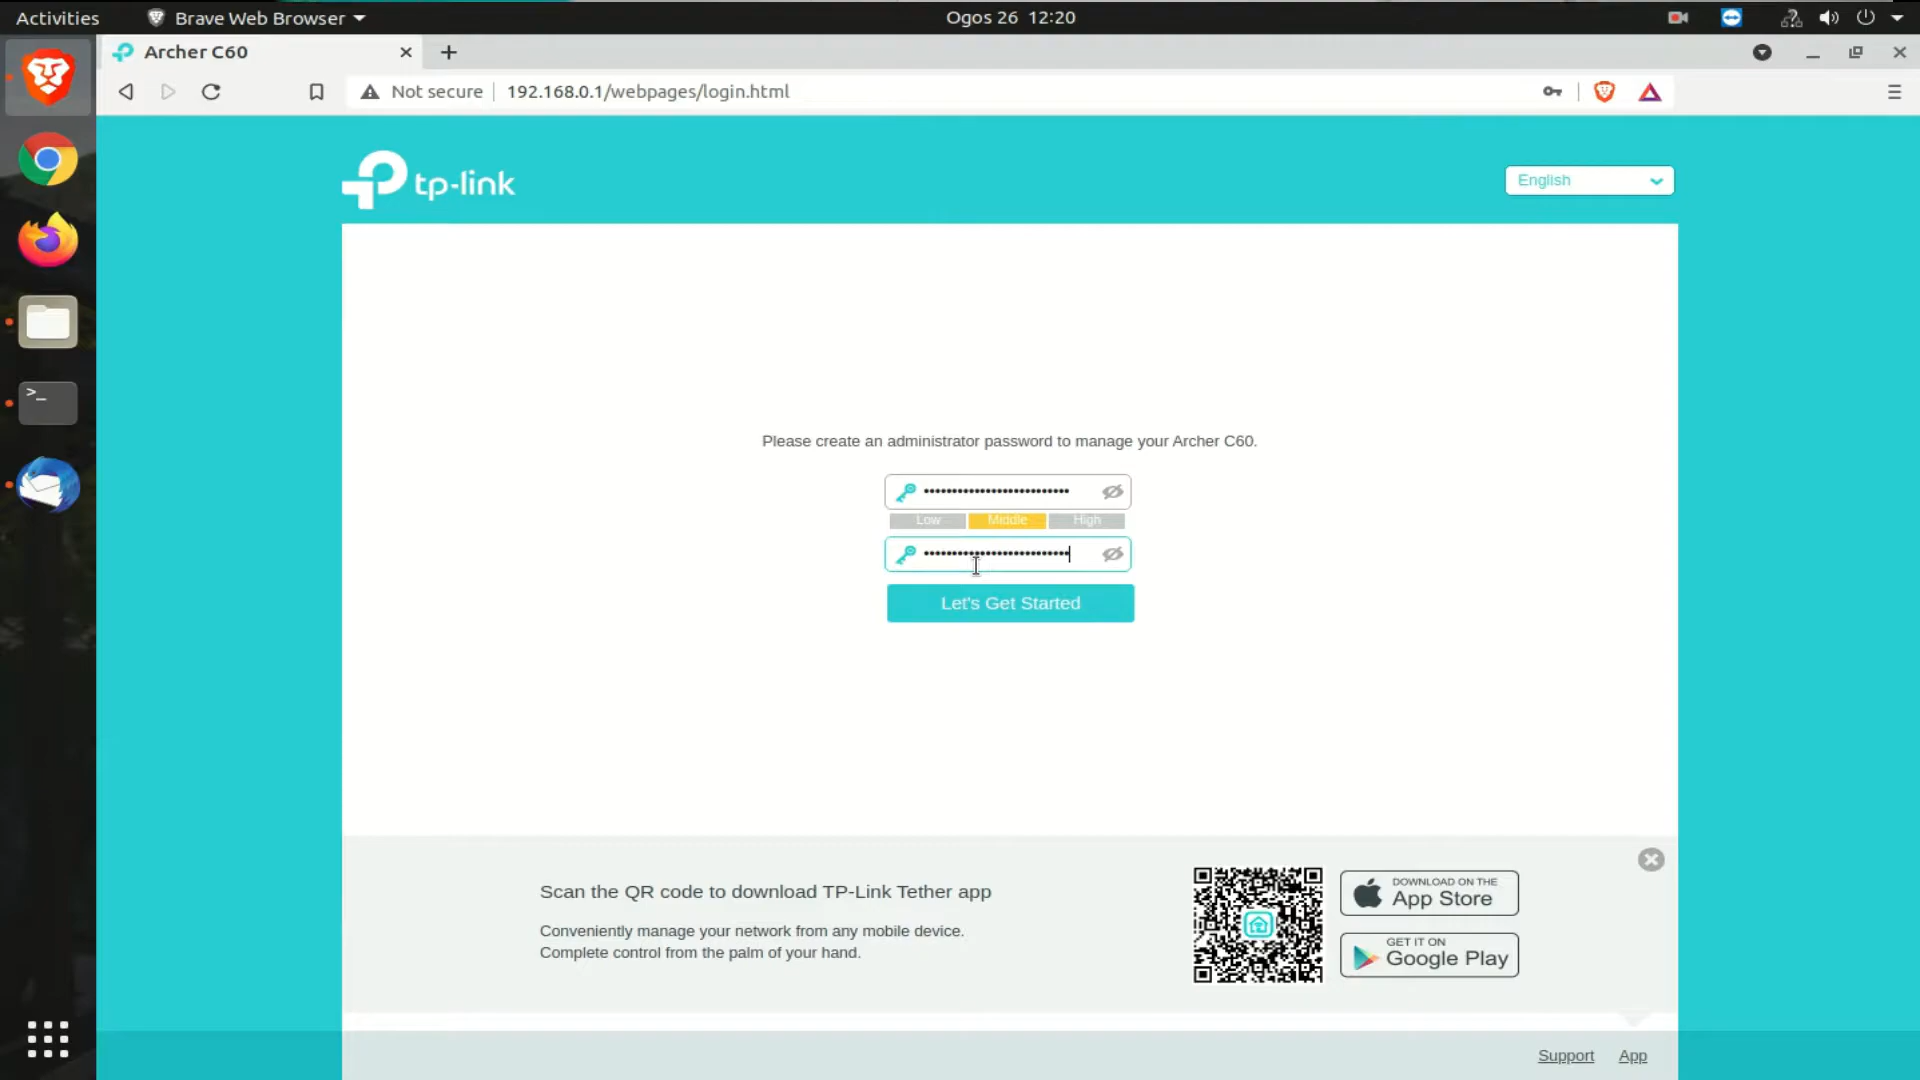 Activities
Brave Web Browser
Ogos 26 12:20
Archer C60
Not secure
192.168.0.1/webpages/login.html
tp-link
English
Please create an administrator password to manage your Archer C60.
••••••••••••••••••••••••••
Low Middle High
••••••••••••••••••••••••••
Let's Get Started
Scan the QR code to download TP-Link Tether app
Conveniently manage your network from any mobile device.
Complete control from the palm of your hand.
DOWNLOAD ON THE
App Store
GET IT ON
Google Play
Support App